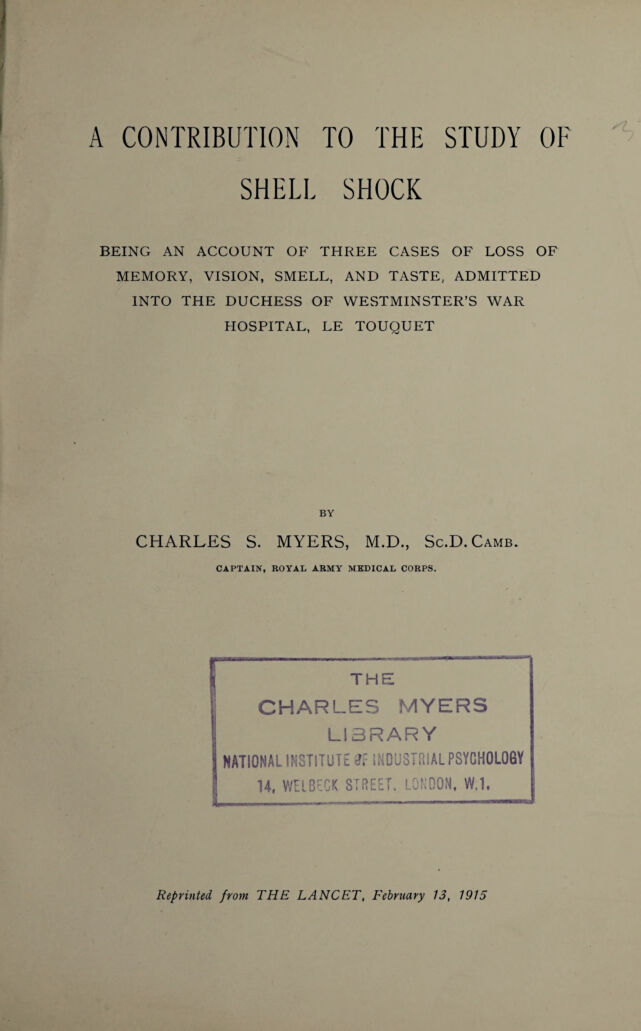 A CONTRIBUTION TO THE STUDY OF
SHELL SHOCK
BEING AN ACCOUNT OF THREE CASES OF LOSS OF
MEMORY, VISION, SMELL, AND TASTE, ADMITTED
INTO THE DUCHESS OF WESTMINSTER'S WAR
HOSPITAL, LE TOUQUET
BY
CHARLES S. MYERS, M.D., Sc.D. CAMB.
CAPTAIN, ROYAL ARMY MEDICAL CORPS.
THE
CHARLES MYERS
LIBRARY
NATIONAL INSTITUTE OF INDUSTRIAL PSYCHOLOGY
14, WELBECK STREET. LONDON, W.1.
Reprinted from THE LANCET, February 13, 1915